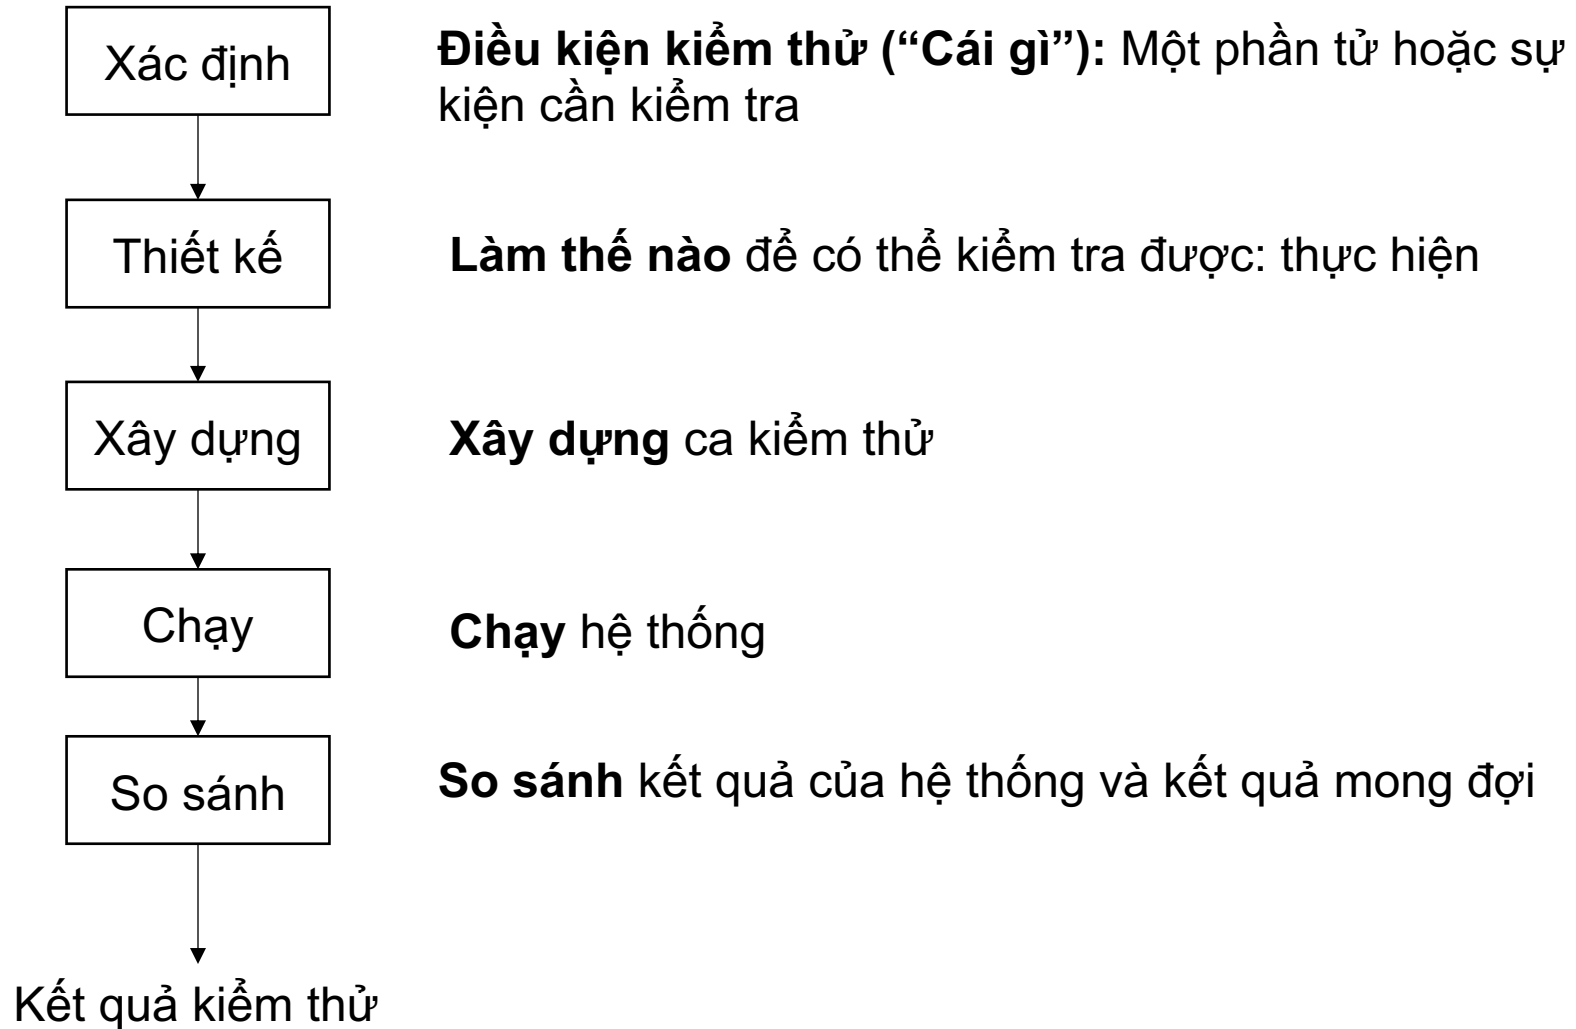 Xác định
Điều kiện kiểm thử (“Cái gì”): Một phần tử hoặc sự
kiện cần kiểm tra
Thiết kế
Làm thế nào để có thể kiểm tra được: thực hiện
Xây dựng
Xây dựng ca kiểm thử
Chạy
Chạy hệ thống
So sánh
So sánh kết quả của hệ thống và kết quả mong đợi
Kết quả kiểm thử